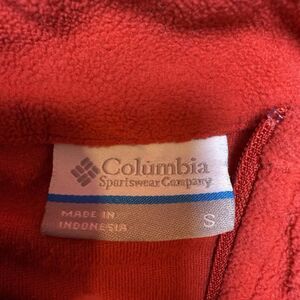 Columbia
Sportswear Company
MADE IN
INDONESIA
S